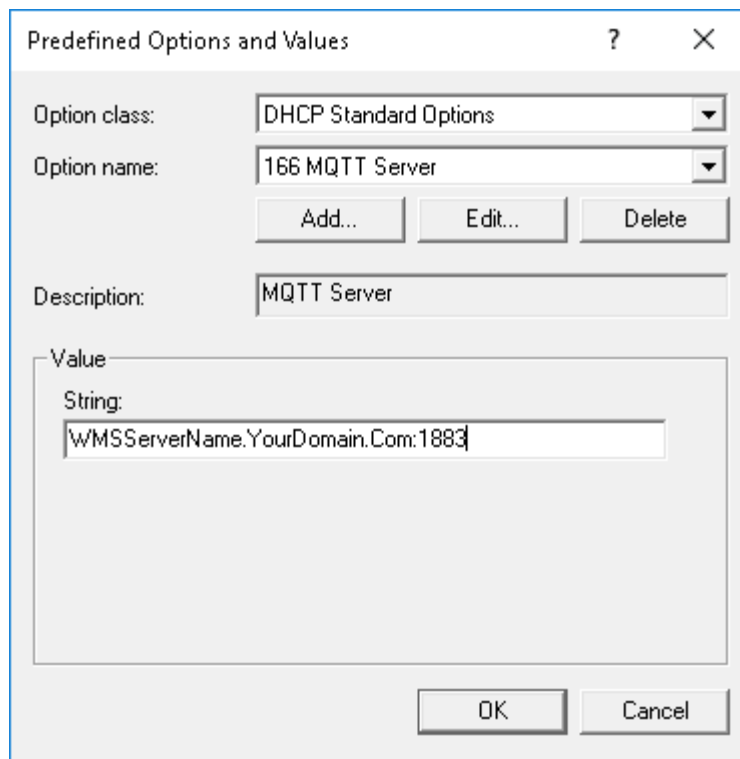 Predefined Options and Values ? ×
Option class: DHCP Standard Options
Option name: 166 MQTT Server
Add... Edit... Delete
Description: MQTT Server
Value
String:
WMSServerName.YourDomain.Com:1883
OK Cancel